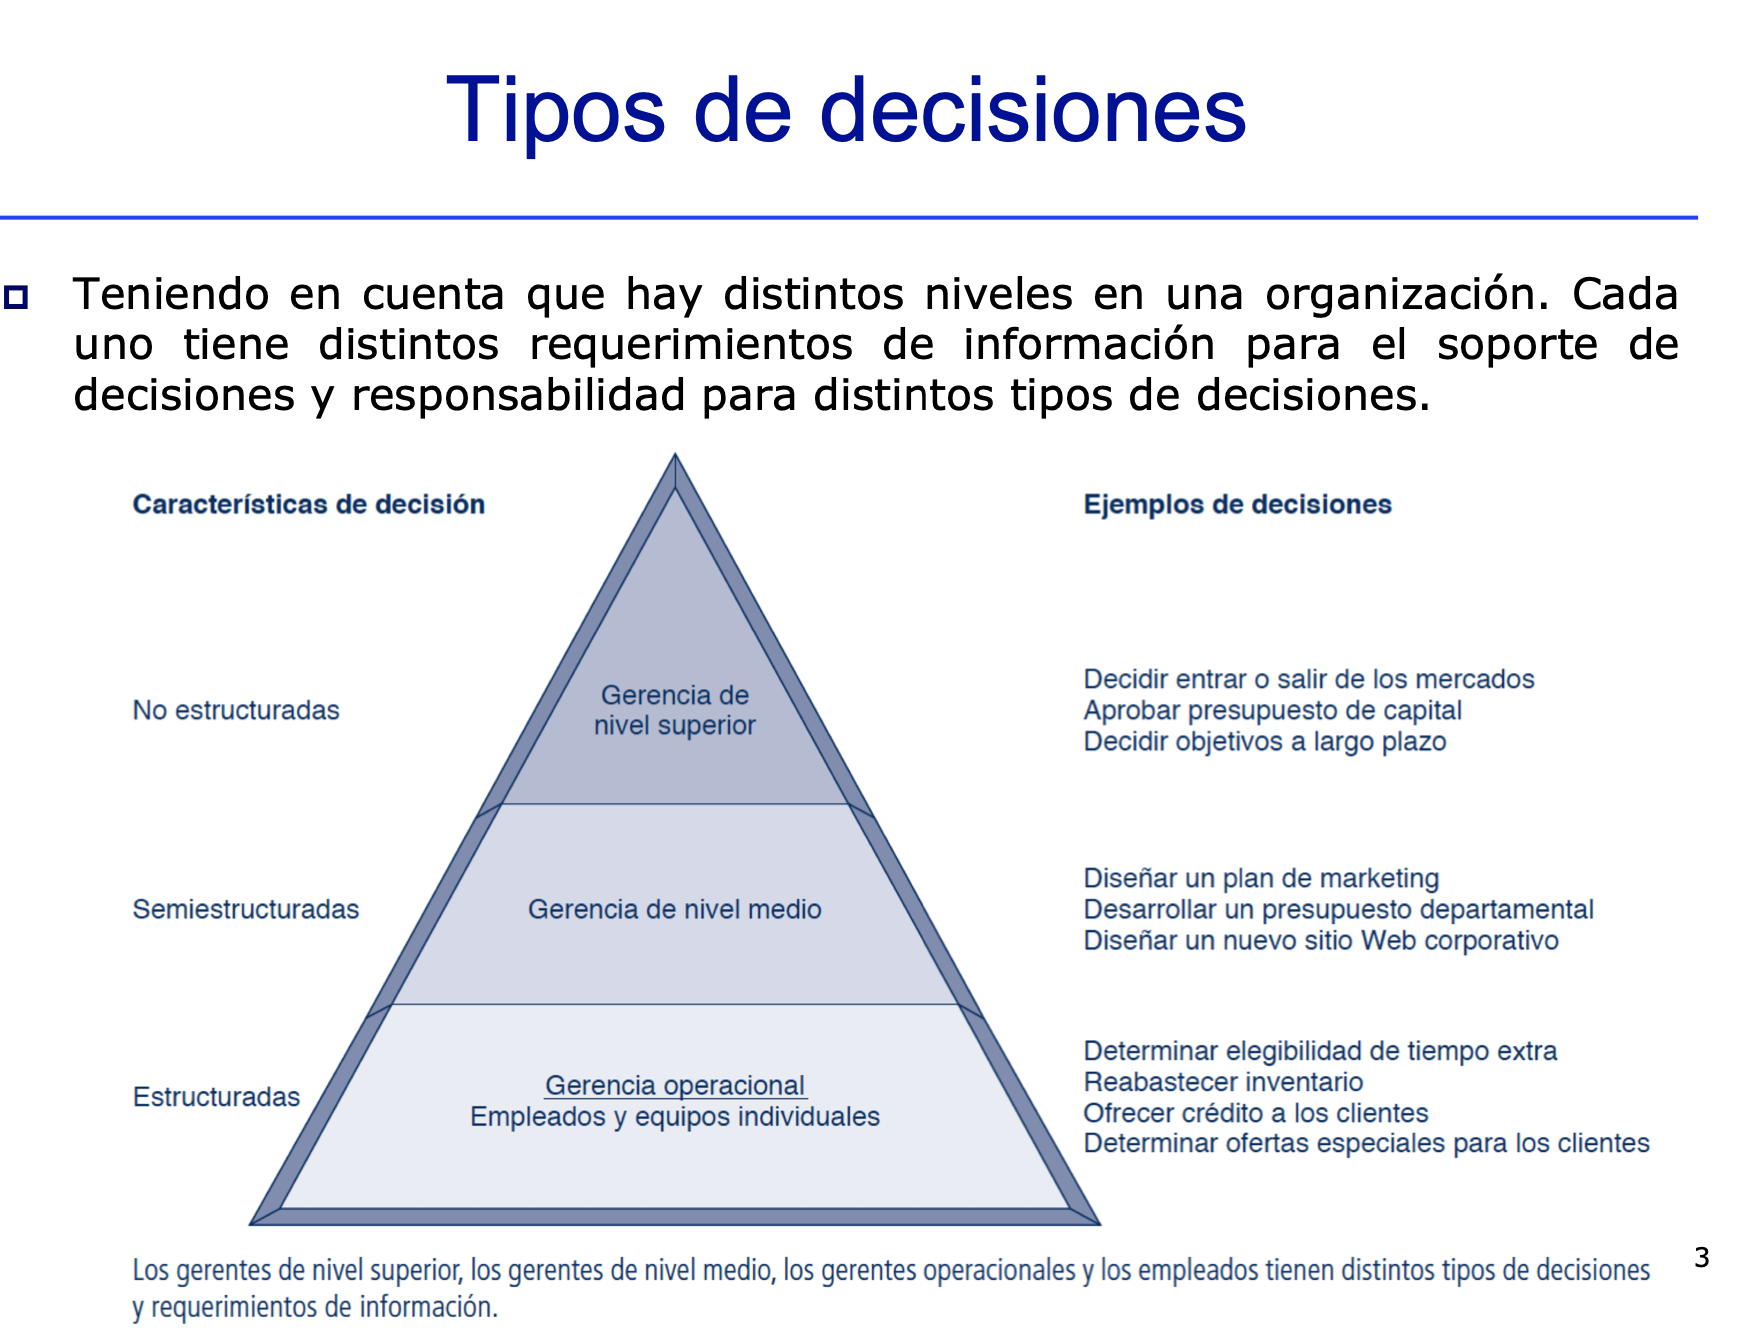 Tipos de decisiones
Teniendo en cuenta que hay distintos niveles en una organización. Cada
uno tiene distintos requerimientos de información para el soporte de
decisiones y responsabilidad para distintos tipos de decisiones.
Características de decisión
Ejemplos de decisiones
No estructuradas
Gerencia de
nivel superior
Decidir entrar o salir de los mercados
Aprobar presupuesto de capital
Decidir objetivos a largo plazo
Semiestructuradas
Gerencia de nivel medio
Diseñar un plan de marketing
Desarrollar un presupuesto departamental
Diseñar un nuevo sitio Web corporativo
Estructuradas
Gerencia operacional
Empleados y equipos individuales
Determinar elegibilidad de tiempo extra
Reabastecer inventario
Ofrecer crédito a los clientes
Determinar ofertas especiales para los clientes
Los gerentes de nivel superior, los gerentes de nivel medio, los gerentes operacionales y los empleados tienen distintos tipos de decisiones
y requerimientos de información.
3